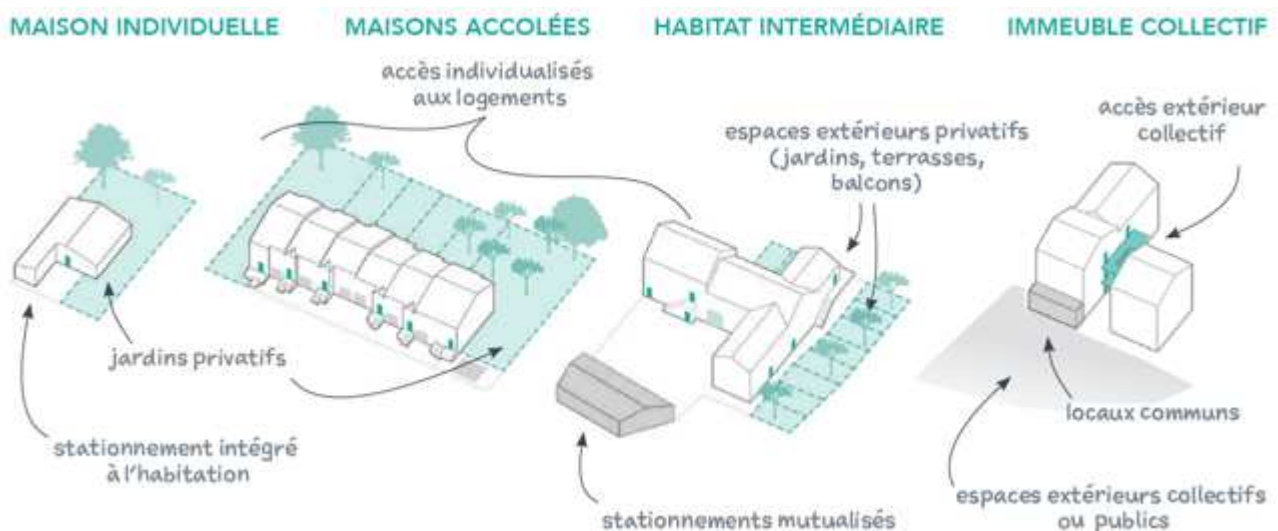 MAISON INDIVIDUELLE
MAISONS ACCOLÉES
HABITAT INTERMÉDIAIRE
IMMEUBLE COLLECTIF
accès individualisés
aux logements
espaces extérieurs privatifs
(jardins, terrasses,
balcons)
accès extérieur
collectif
jardins privatifs
stationnement intégré
à l'habitation
stationnements mutualisés
locaux communs
espaces extérieurs collectifs
ou publics